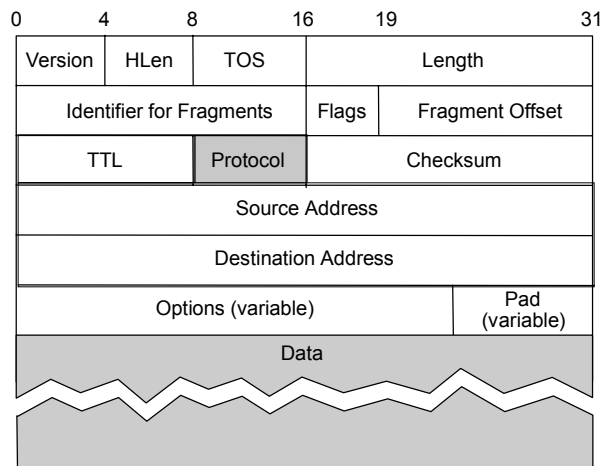 0 4 8 16 19 31
Version HLen TOS Length
Identifier for Fragments Flags Fragment Offset
TTL Protocol Checksum
Source Address
Destination Address
Options (variable) Pad
(variable)
Data